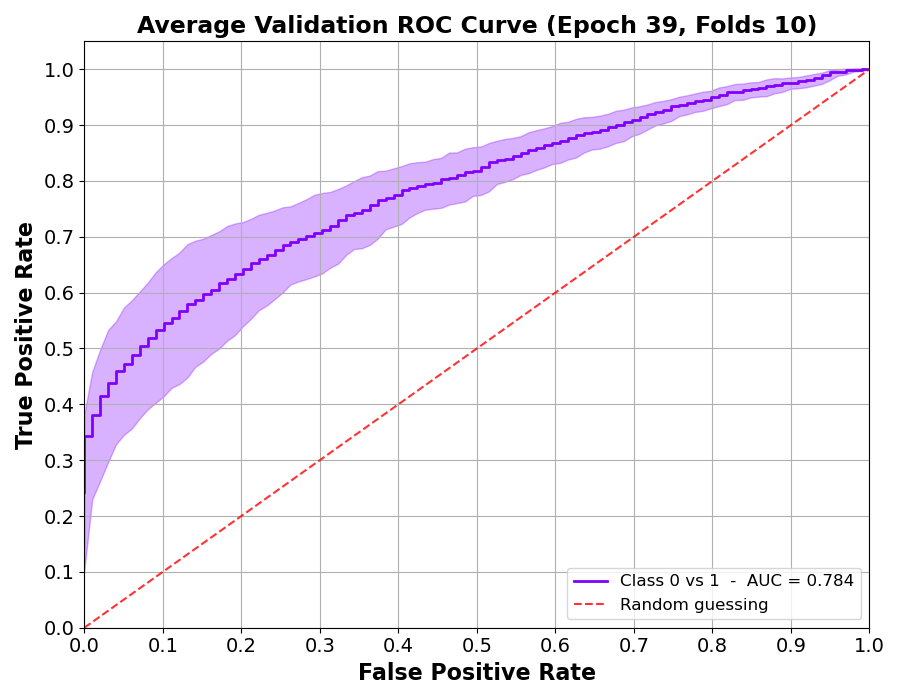 Average Validation ROC Curve (Epoch 39, Folds 10)
True Positive Rate
1.0
0.9
0.8
0.7
0.6
0.5
0.4
0.3
0.2
0.1
0.0
Class 0 vs 1 - AUC = 0.784
Random guessing
0.0 0.1 0.2 0.3 0.4 0.5 0.6 0.7 0.8 0.9 1.0
False Positive Rate